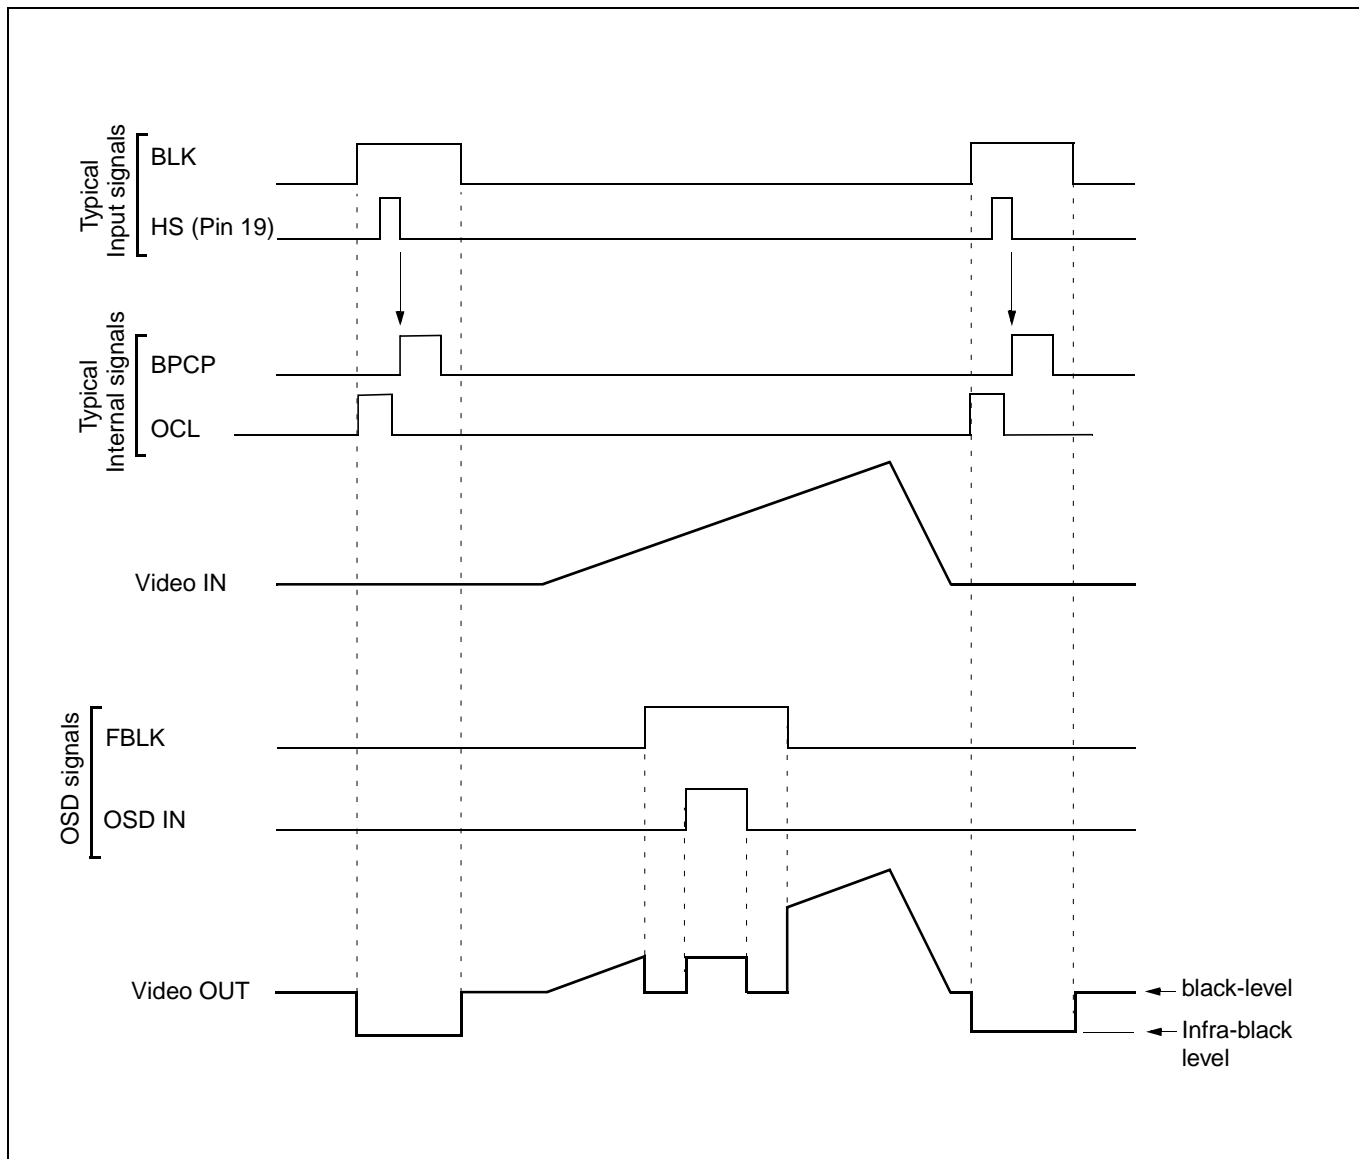 Typical
Input signals
BLK
HS (Pin 19)
Typical
Internal signals
BPCP
OCL
Video IN
OSD signals
FBLK
OSD IN
Video OUT
black-level
Infra-black
level